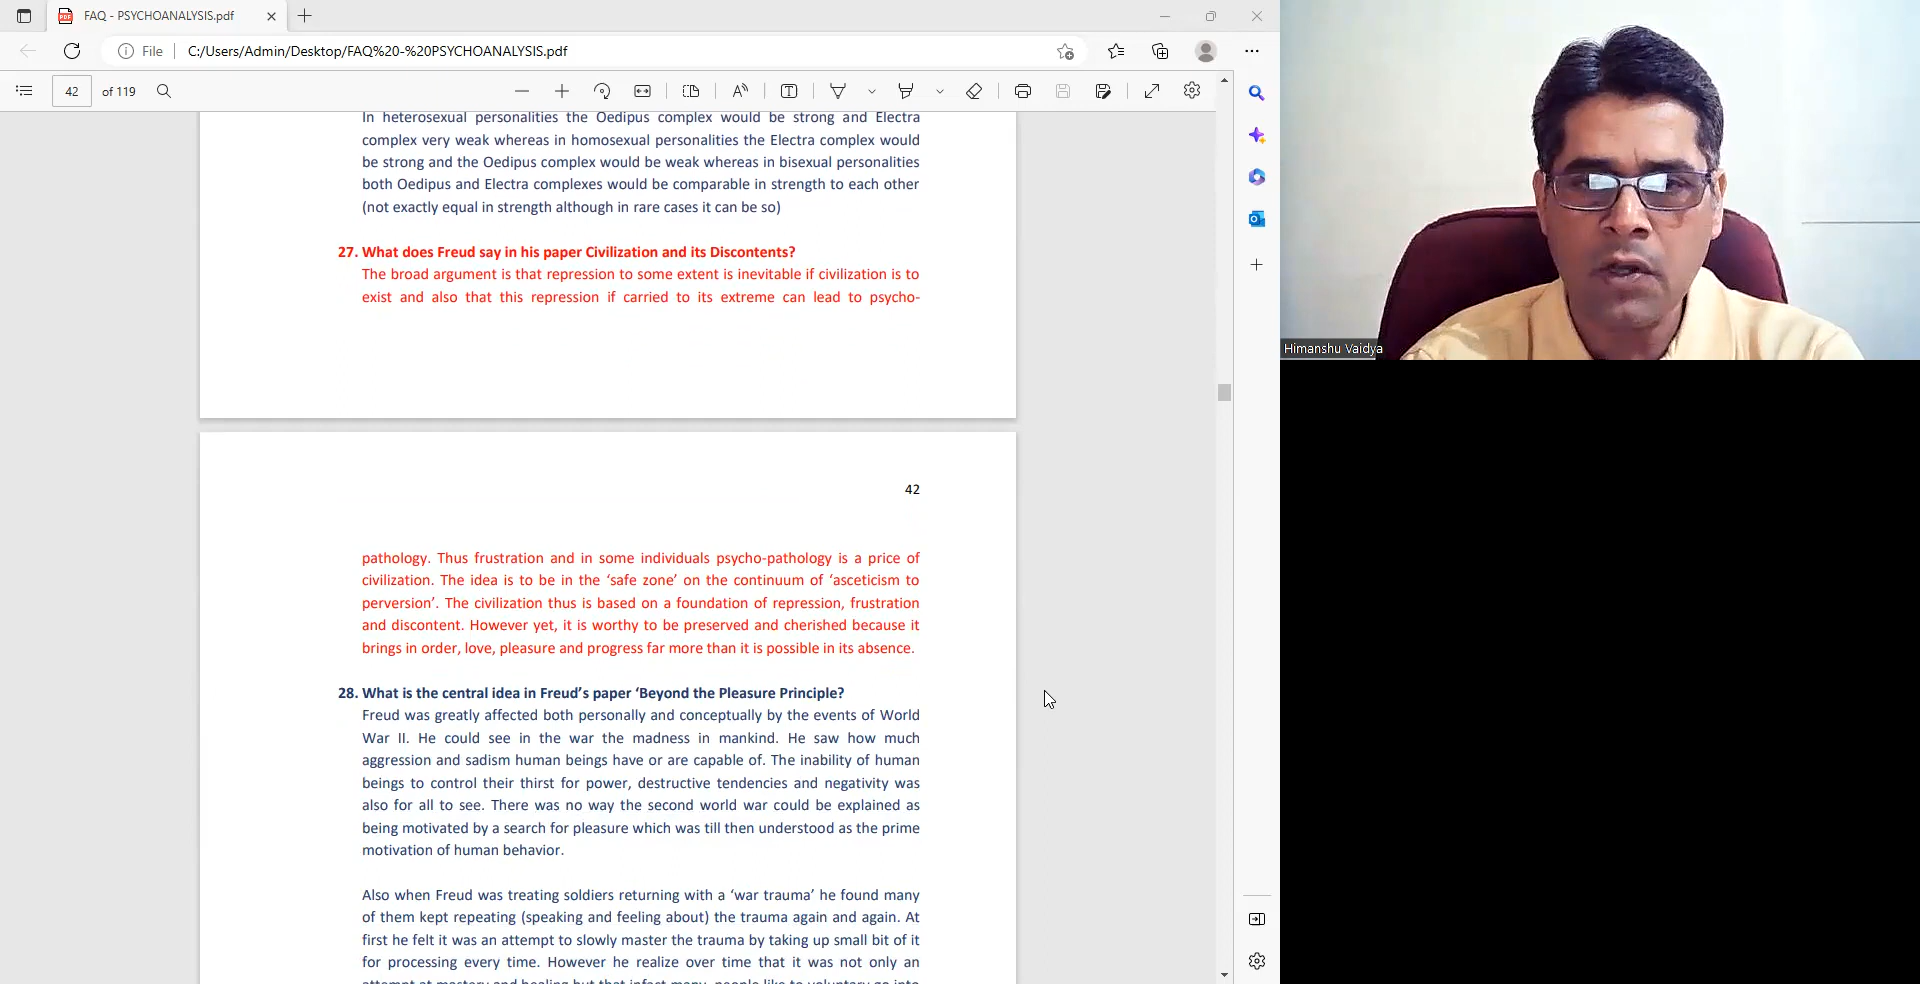 FAQ - PSYCHOANALYSIS.pdf
File
C:/Users/Admin/Desktop/FAQ%20-%20PSYCHOANALYSIS.pdf
42 of 119
In heterosexual personalities the Oedipus complex would be strong and Electra
complex very weak whereas in homosexual personalities the Electra complex would
be strong and the Oedipus complex would be weak whereas in bisexual personalities
both Oedipus and Electra complexes would be comparable in strength to each other
(not exactly equal in strength although in rare cases it can be so)
27. What does Freud say in his paper Civilization and its Discontents?
The broad argument is that repression to some extent is inevitable if civilization is to
exist and also that this repression if carried to its extreme can lead to psycho-
42
pathology. Thus frustration and in some individuals psycho-pathology is a price of
civilization. The idea is to be in the ‘safe zone’ on the continuum of ‘asceticism to
perversion’. The civilization thus is based on a foundation of repression, frustration
and discontent. However yet, it is worthy to be preserved and cherished because it
brings in order, love, pleasure and progress far more than it is possible in its absence.
28. What is the central idea in Freud’s paper ‘Beyond the Pleasure Principle?
Freud was greatly affected both personally and conceptually by the events of World
War II. He could see in the war the madness in mankind. He saw how much
aggression and sadism human beings have or are capable of. The inability of human
beings to control their thirst for power, destructive tendencies and negativity was
also for all to see. There was no way the second world war could be explained as
being motivated by a search for pleasure which was till then understood as the prime
motivation of human behavior.
Also when Freud was treating soldiers returning with a ‘war trauma’ he found many
of them kept repeating (speaking and feeling about) the trauma again and again. At
first he felt it was an attempt to slowly master the trauma by taking up small bit of it
for processing every time. However he realize over time that it was not only an
attempt at mastery and healing but that infact many people like to voluntary go into
Himanshu Vaidya